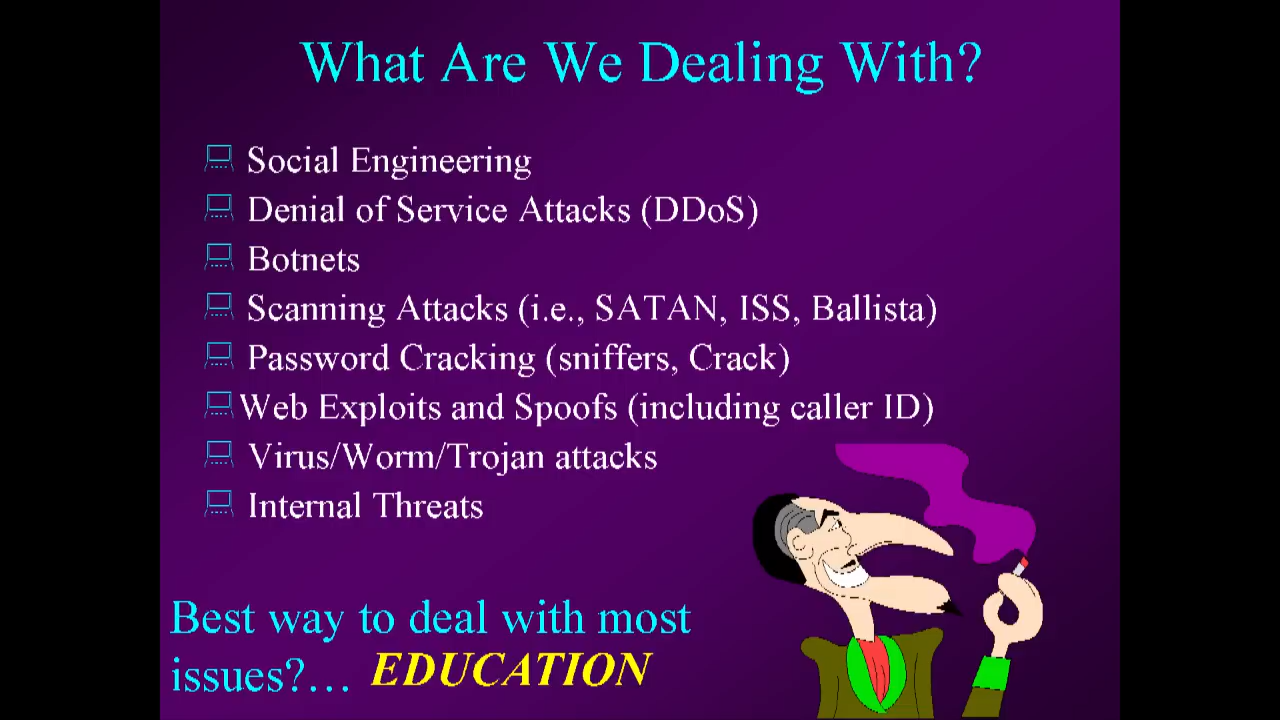 What Are We Dealing With?
Social Engineering
Denial of Service Attacks (DDoS)
Botnets
Scanning Attacks (i.e., SATAN, ISS, Ballista)
Password Cracking (sniffers, Crack)
Web Exploits and Spoofs (including caller ID)
Virus/Worm/Trojan attacks
Internal Threats
Best way to deal with most
issues?… EDUCATION